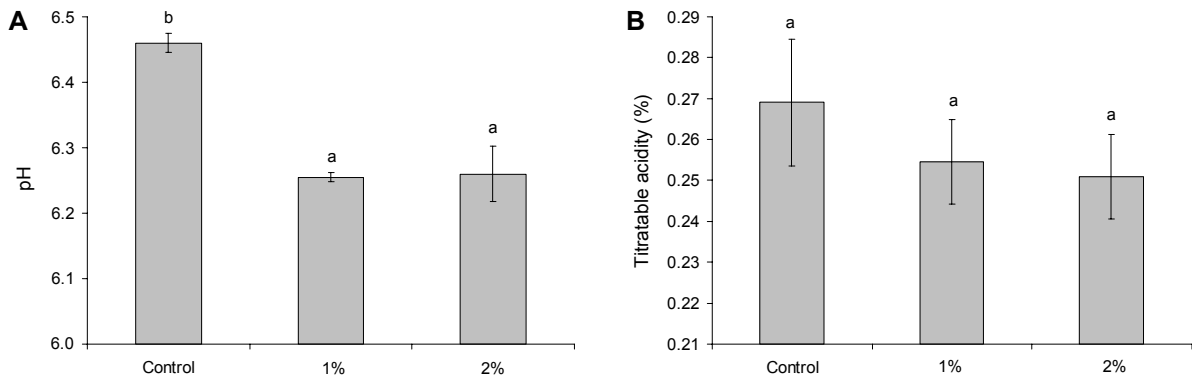 A
pH
6.5
6.4
6.3
6.2
6.1
6.0
b
a
a
Control
1%
2%
B
Titratable acidity (%)
0.29
0.28
0.27
0.26
0.25
0.24
0.23
0.22
0.21
a
a
a
Control
1%
2%